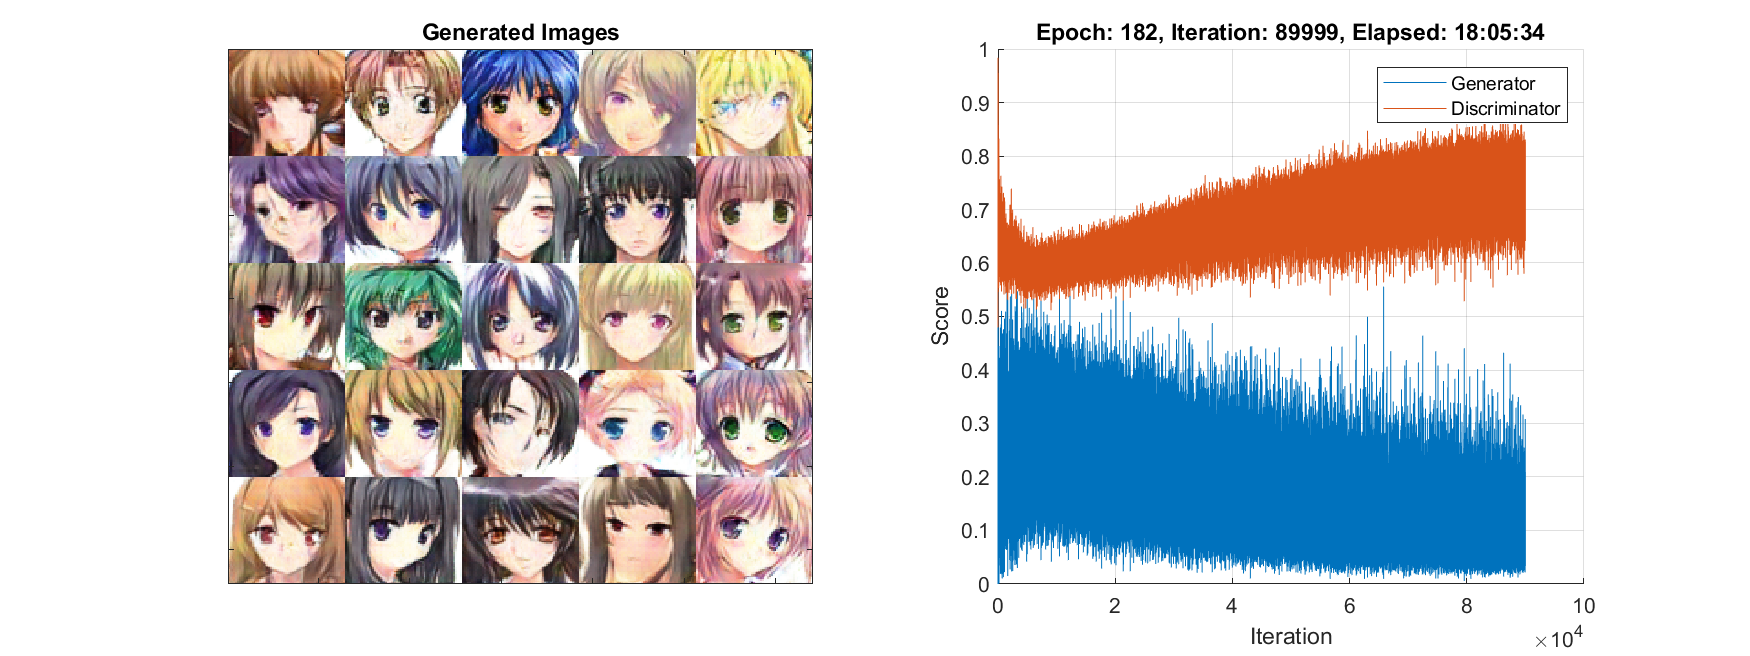 Generated Images
Epoch: 182, Iteration: 89999, Elapsed: 18:05:34
Generator
Discriminator
1
0.9
0.8
0.7
0.6
0.5
0.4
0.3
0.2
0.1
0
Score
0 2 4 6 8 10
Iteration
×10^4